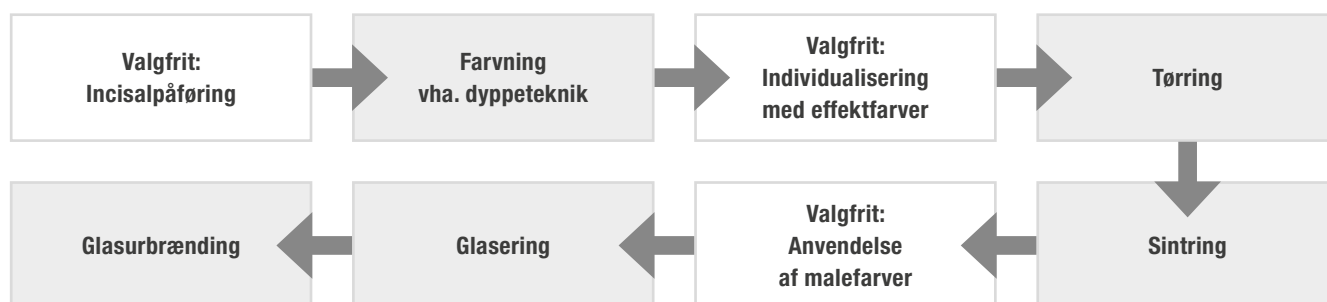 Valgfrit:
Incisalpåføring
Farvning
vha. dyppeteknik
Valgfrit:
Individualisering
med effektfarver
Tørring
Sintring
Valgfrit:
Anvendelse
af malefarver
Glasering
Glasurbrænding